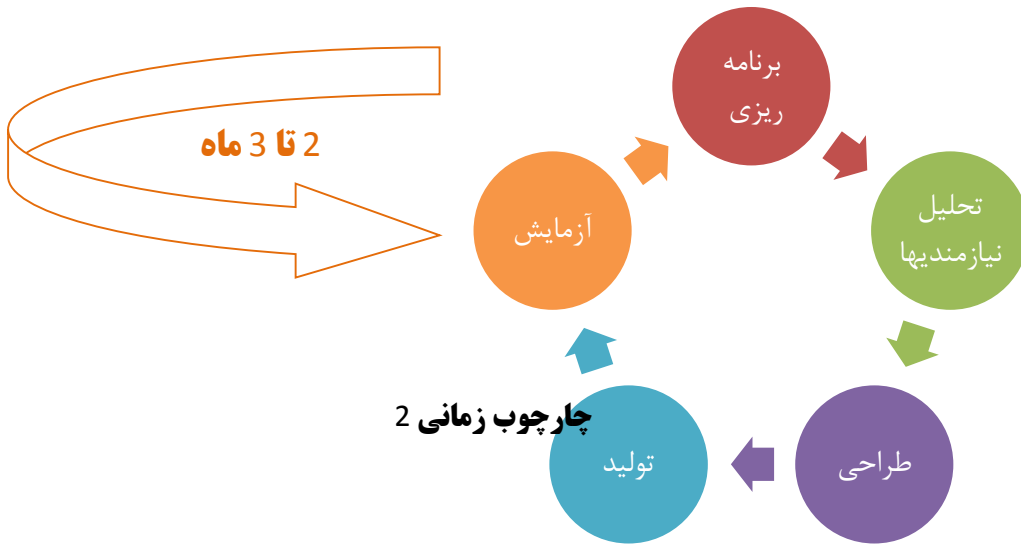 برنامه
ریزی
2 تا 3 ماه
تحلیل
نیازمندیها
آزمایش
چارچوب زمانی 2
طراحی
تولید